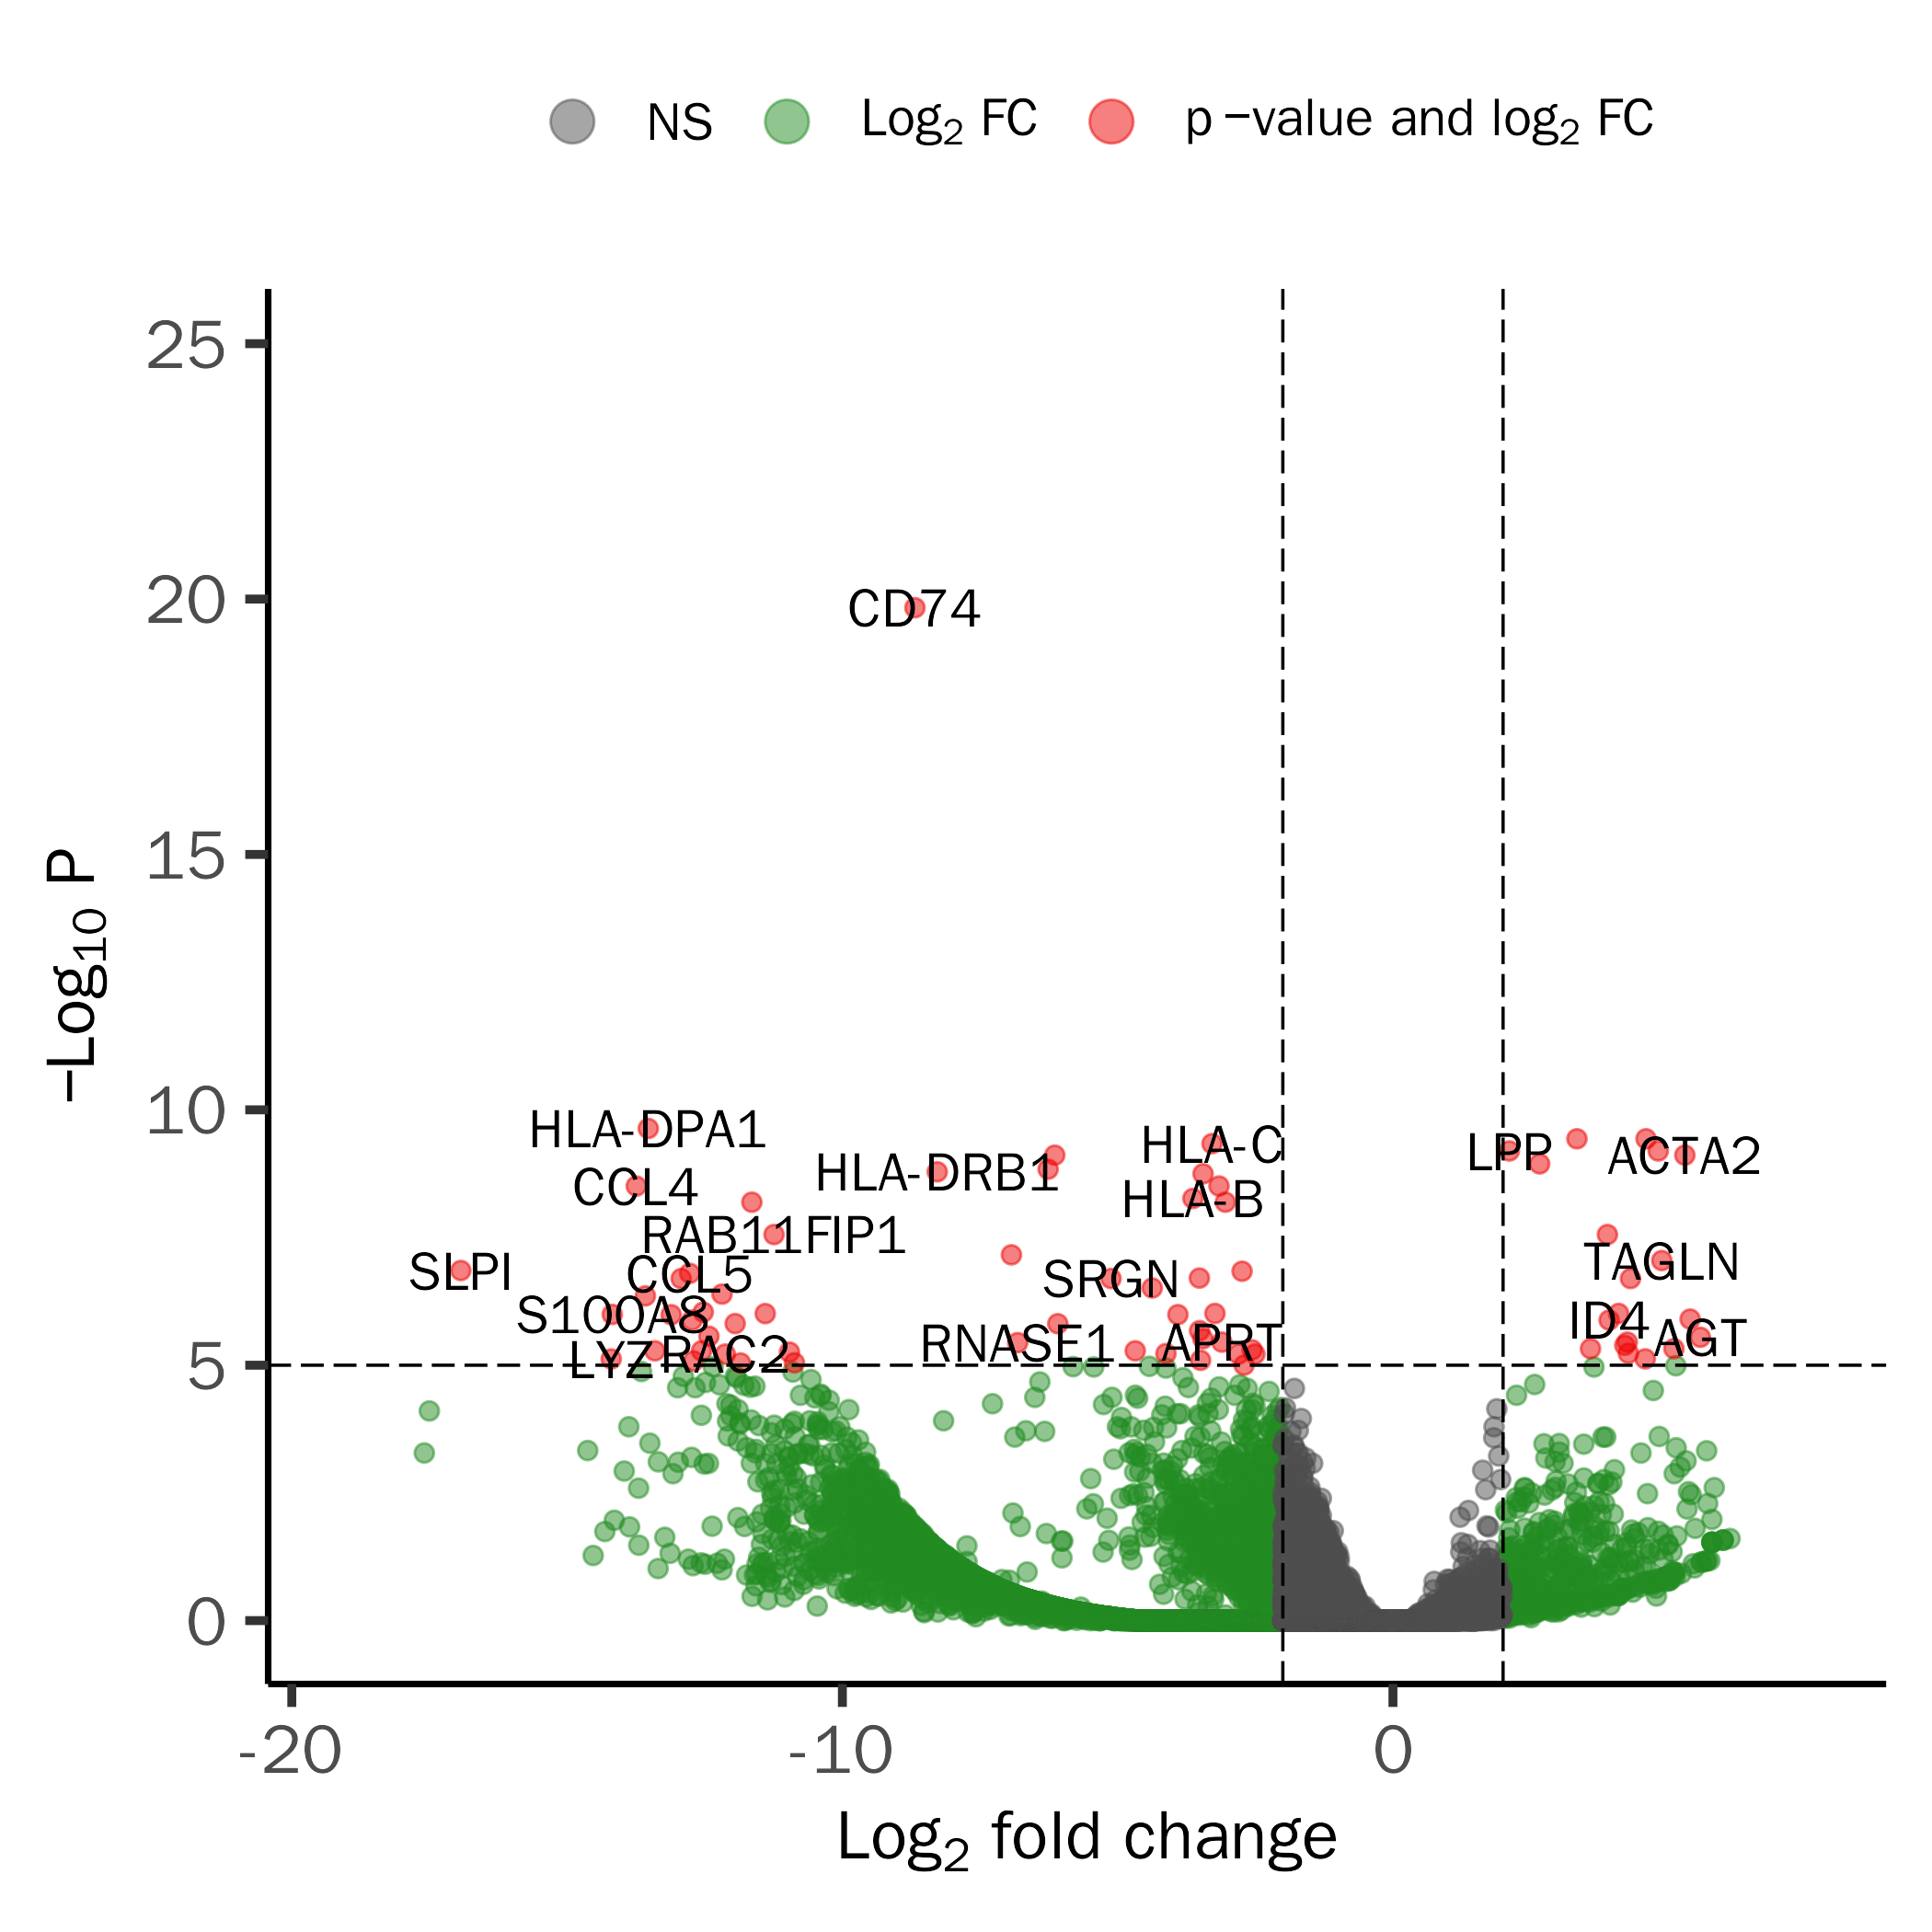 NS Log2 FC p –value and log2 FC
25
20
15
10
5
0
–Log10 P
CD74
HLA-DPA1
HLA-C
LPP
ACTA2
HLA-DRB1
CCL4
HLA-B
RAB11FIP1
TAGLN
SLPI
CCL5
SRGN
S100A8
ID4
RNASE1
APRT
AGT
LYZ
RAC2
-20 -10 0
Log2 fold change